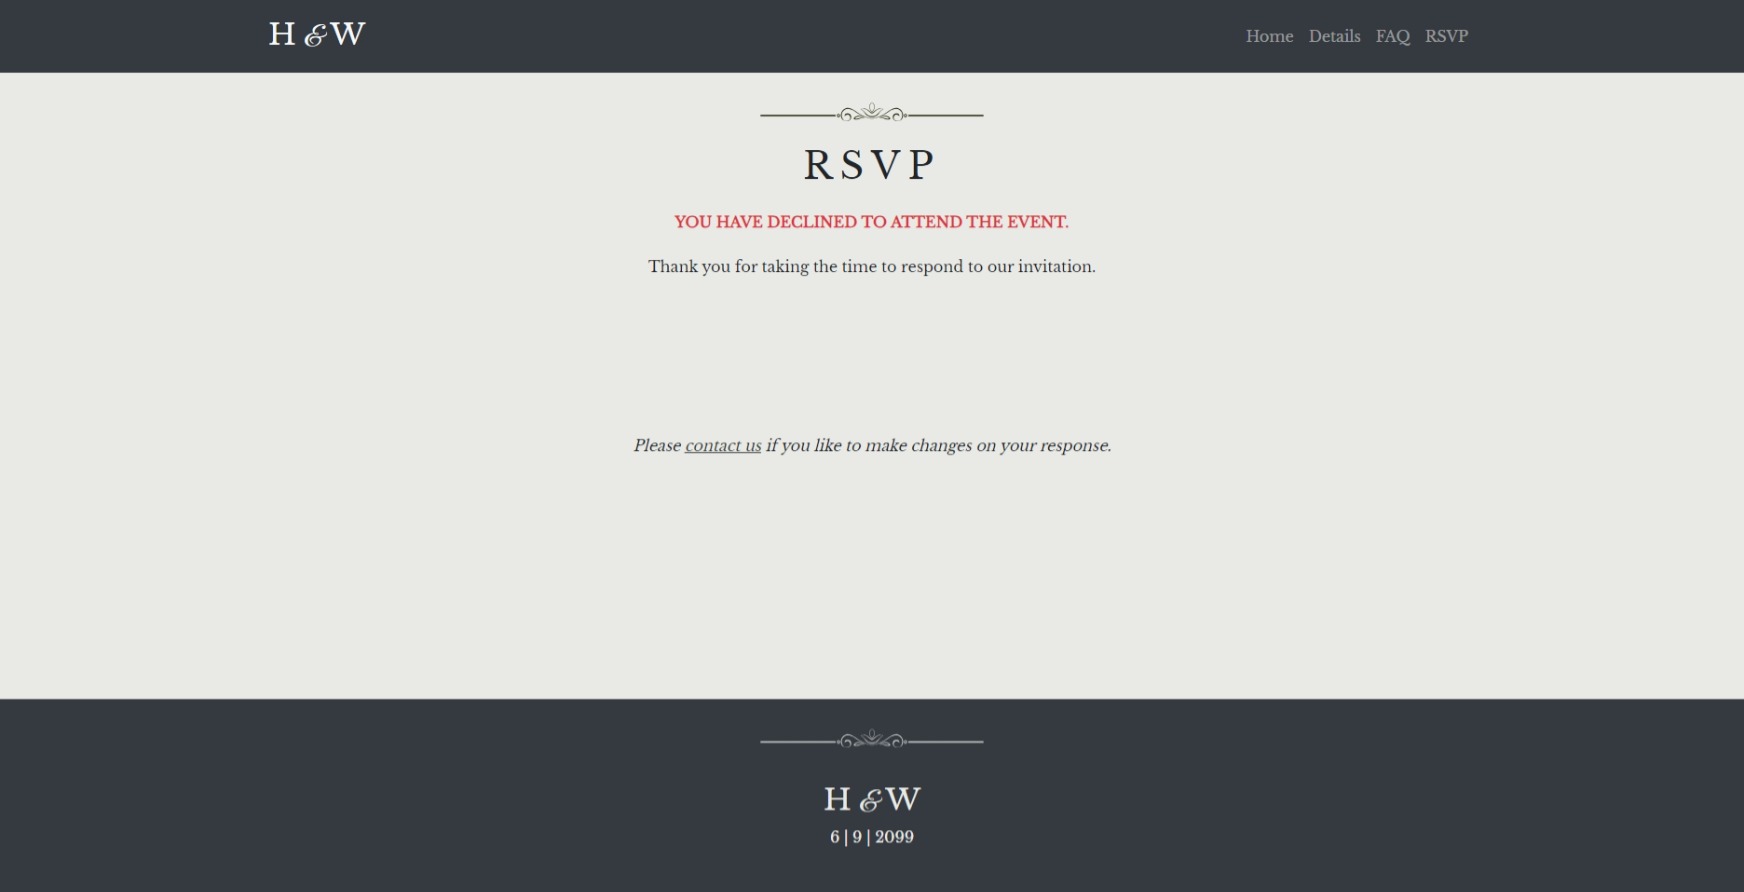 H & W
Home Details FAQ RSVP
RSVP
YOU HAVE DECLINED TO ATTEND THE EVENT.
Thank you for taking the time to respond to our invitation.
Please contact us if you like to make changes on your response.
H & W
6 | 9 | 2099